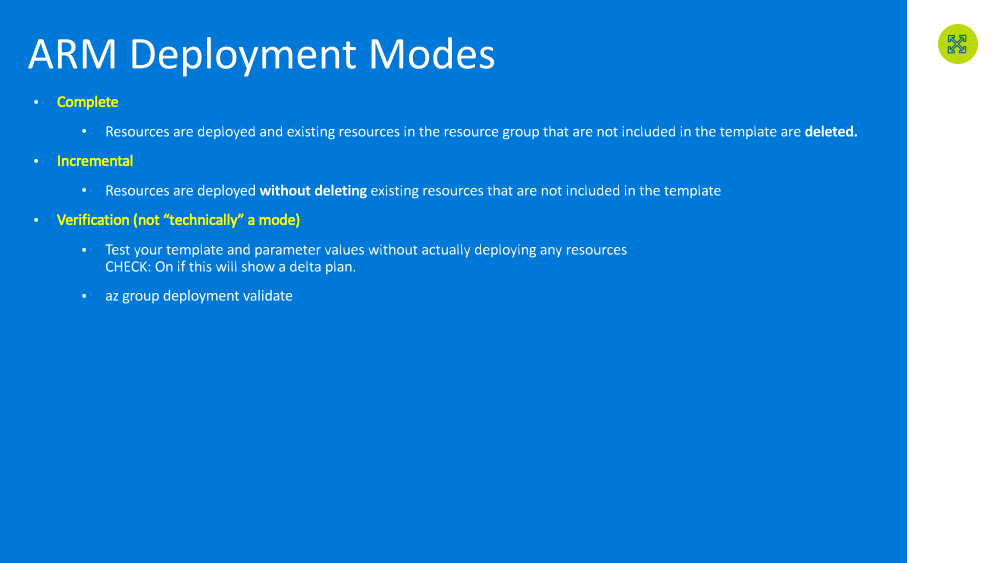 ARM Deployment Modes
• Complete
• Resources are deployed and existing resources in the resource group that are not included in the template are deleted.
• Incremental
• Resources are deployed without deleting existing resources that are not included in the template
• Verification (not “technically” a mode)
• Test your template and parameter values without actually deploying any resources
CHECK: On if this will show a delta plan.
• az group deployment validate